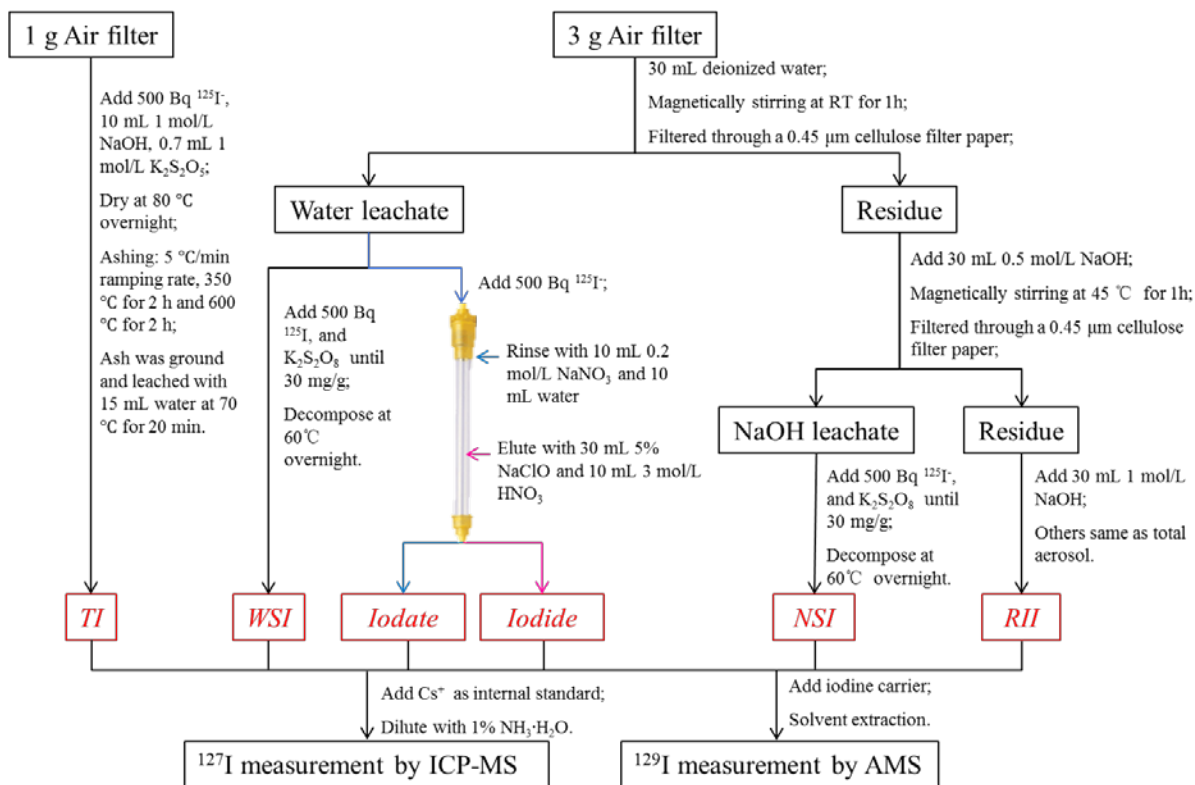 1 g Air filter
3 g Air filter
Add 500 Bq ¹²⁵I⁻,
10 mL 1 mol/L
NaOH, 0.7 mL 1
mol/L K₂S₂O₅;
Dry at 80 ℃
overnight;
Ashing: 5 ℃/min
ramping rate, 350
℃ for 2 h and 600
℃ for 2 h;
Ash was ground
and leached with
15 mL water at 70
℃ for 20 min.
30 mL deionized water;
Magnetically stirring at RT for 1h;
Filtered through a 0.45 μm cellulose filter paper;
Water leachate
Residue
Add 500 Bq
¹²⁵I, and
K₂S₂O₈ until
30 mg/g;
Decompose at
60℃
overnight.
Add 500 Bq ¹²⁵I⁻;
Rinse with 10 mL 0.2
mol/L NaNO₃ and 10
mL water
Elute with 30 mL 5%
NaClO and 10 mL 3 mol/L
HNO₃
Add 30 mL 0.5 mol/L NaOH;
Magnetically stirring at 45 ℃ for 1h;
Filtered through a 0.45 μm cellulose
filter paper;
NaOH leachate
Residue
Add 500 Bq ¹²⁵I⁻,
and K₂S₂O₈ until
30 mg/g;
Decompose at
60℃ overnight.
Add 30 mL 1 mol/L
NaOH;
Others same as total
aerosol.
TI
WSI
Iodate
Iodide
NSI
RII
Add Cs⁺ as internal standard;
Dilute with 1% NH₃·H₂O.
Add iodine carrier;
Solvent extraction.
¹²⁷I measurement by ICP-MS
¹²⁹I measurement by AMS